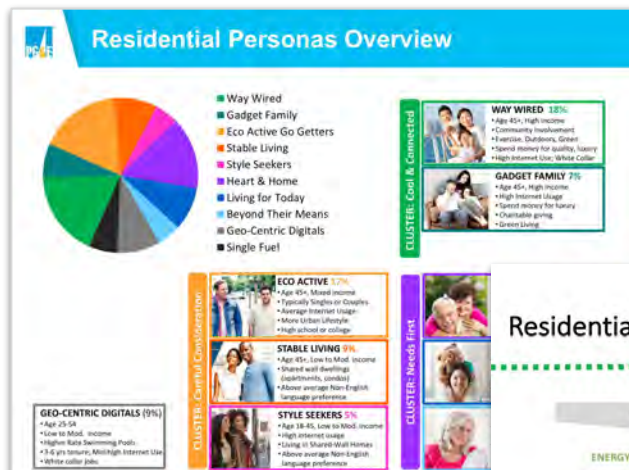 PG&E
Residential Personas Overview
Way Wired
Gadget Family
Eco Active Go Getters
Stable Living
Style Seekers
Heart & Home
Living for Today
Beyond Their Means
Geo-Centric Digitals
Single Fuel
CLUSTER: Cool & Connected
WAY WIRED 18%
• Age 45+, High income
• Community Involvement
• Exercise, Outdoors, Green
• Spend money for quality, luxury
• High Internet Use; White Collar
GADGET FAMILY 7%
• Age 45+, High Income
• High Internet Usage
• Spend money for luxury
• Charitable giving
• Green Living
CLUSTER: Careful Consideration
ECO ACTIVE 17%
• Age 45+, Mixed income
• Typically Singles or Couples
• Average Internet Usage
• More Urban Lifestyle
• High school or college
STABLE LIVING 9%
• Age 45+, Low to Mod. income
• Shared wall dwellings
(apartments, condos)
• Above average Non-English
language preference
STYLE SEEKERS 5%
• Age 18-45, Low to Mod. income
• High internet usage
• Living in Shared-Wall Homes
• Above average Non-English
language preference
CLUSTER: Needs First
GEO-CENTRIC DIGITALS (9%)
• Age 25-54
• Low to Mod. income
• Higher Rate Swimming Pools
• 3-6 yrs tenure; Mol/high Internet Use
• White collar jobs
Residentia
ENERGY